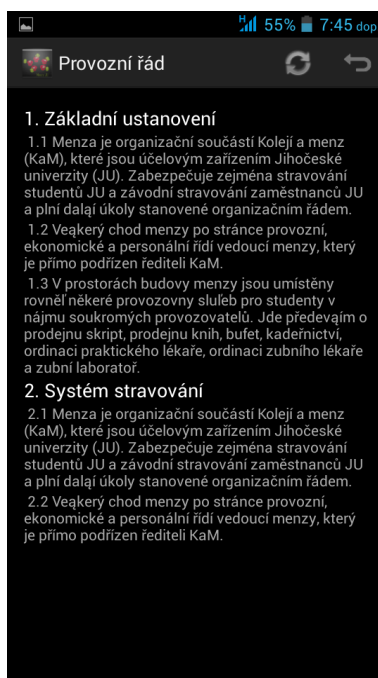 H 55% 7:45 dop
Provozní řád
1. Základní ustanovení
1.1 Menza je organizační součástí Kolejí a menz
(KaM), které jsou účelovým zařízením Jihočeské
univerzity (JU). Zabezpečuje zejména stravování
studentů JU a závodní stravování zaměstnanců JU
a plní daląí úkoly stanovené organizačním řádem.
1.2 Veąkerý chod menzy po stránce provozní,
ekonomické a personální řídí vedoucí menzy, který
je přímo podřízen řediteli KaM.
1.3 V prostorách budovy menzy jsou umístěny
rovněľ některé provozovny sluľeb pro studenty v
nájmu soukromých provozovatelů. Jde předevąím o
prodejnu skript, prodejnu knih, bufet, kadeřnictví,
ordinaci praktického lékaře, ordinaci zubního lékaře
a zubní laboratoř.
2. Systém stravování
2.1 Menza je organizační součástí Kolejí a menz
(KaM), které jsou účelovým zařízením Jihočeské
univerzity (JU). Zabezpečuje zejména stravování
studentů JU a závodní stravování zaměstnanců JU
a plní daląí úkoly stanovené organizačním řádem.
2.2 Veąkerý chod menzy po stránce provozní,
ekonomické a personální řídí vedoucí menzy, který
je přímo podřízen řediteli KaM.